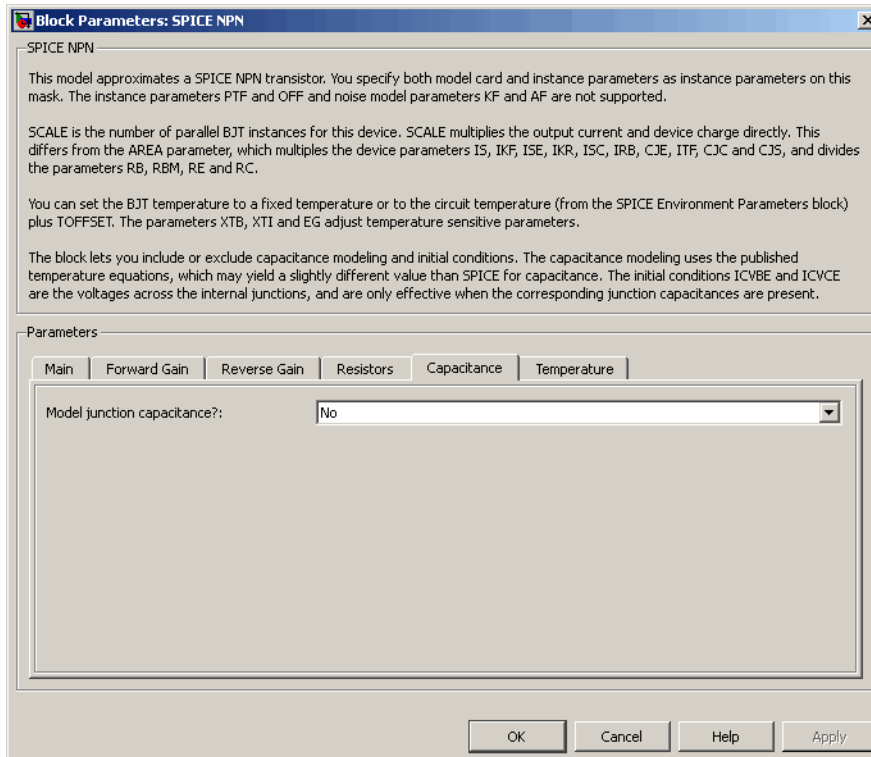 Block Parameters: SPICE NPN
SPICE NPN
This model approximates a SPICE NPN transistor. You specify both model card and instance parameters as instance parameters on this
mask. The instance parameters PTF and OFF and noise model parameters KF and AF are not supported.
SCALE is the number of parallel BJT instances for this device. SCALE multiplies the output current and device charge directly. This
differs from the AREA parameter, which multiples the device parameters IS, IKF, ISE, IKR, ISC, IRB, CJE, ITF, CJC and CJS, and divides
the parameters RB, RBM, RE and RC.
You can set the BJT temperature to a fixed temperature or to the circuit temperature (from the SPICE Environment Parameters block)
plus TOFFSET. The parameters XTB, XTI and EG adjust temperature sensitive parameters.
The block lets you include or exclude capacitance modeling and initial conditions. The capacitance modeling uses the published
temperature equations, which may yield a slightly different value than SPICE for capacitance. The initial conditions ICVBE and ICVCE
are the voltages across the internal junctions, and are only effective when the corresponding junction capacitances are present.
Parameters
Main Forward Gain Reverse Gain Resistors Capacitance Temperature
Model junction capacitance?: No
OK Cancel Help Apply